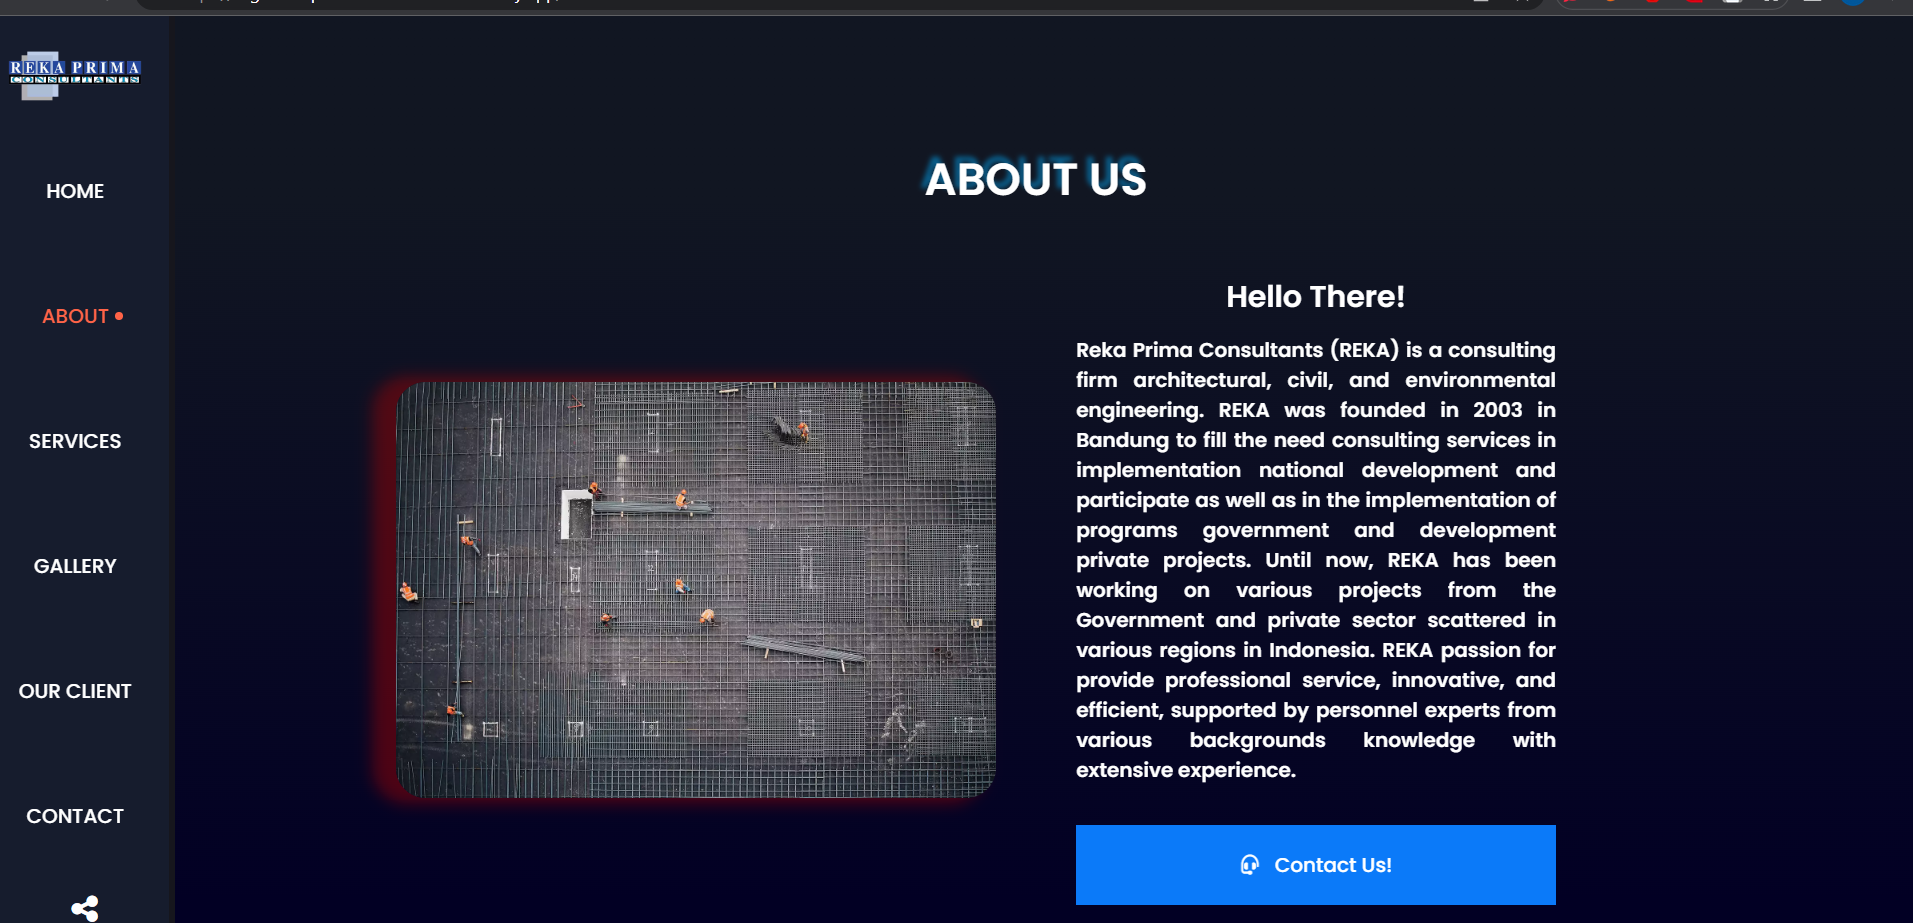 REKA PRIMA
CONSULTANTS
HOME
ABOUT
SERVICES
GALLERY
OUR CLIENT
CONTACT
ABOUT US
Hello There!
Reka Prima Consultants (REKA) is a consulting
firm architectural, civil, and environmental
engineering. REKA was founded in 2003 in
Bandung to fill the need consulting services in
implementation national development and
participate as well as in the implementation of
programs government and development
private projects. Until now, REKA has been
working on various projects from the
Government and private sector scattered in
various regions in Indonesia. REKA passion for
provide professional service, innovative, and
efficient, supported by personnel experts from
various backgrounds knowledge with
extensive experience.
Contact Us!